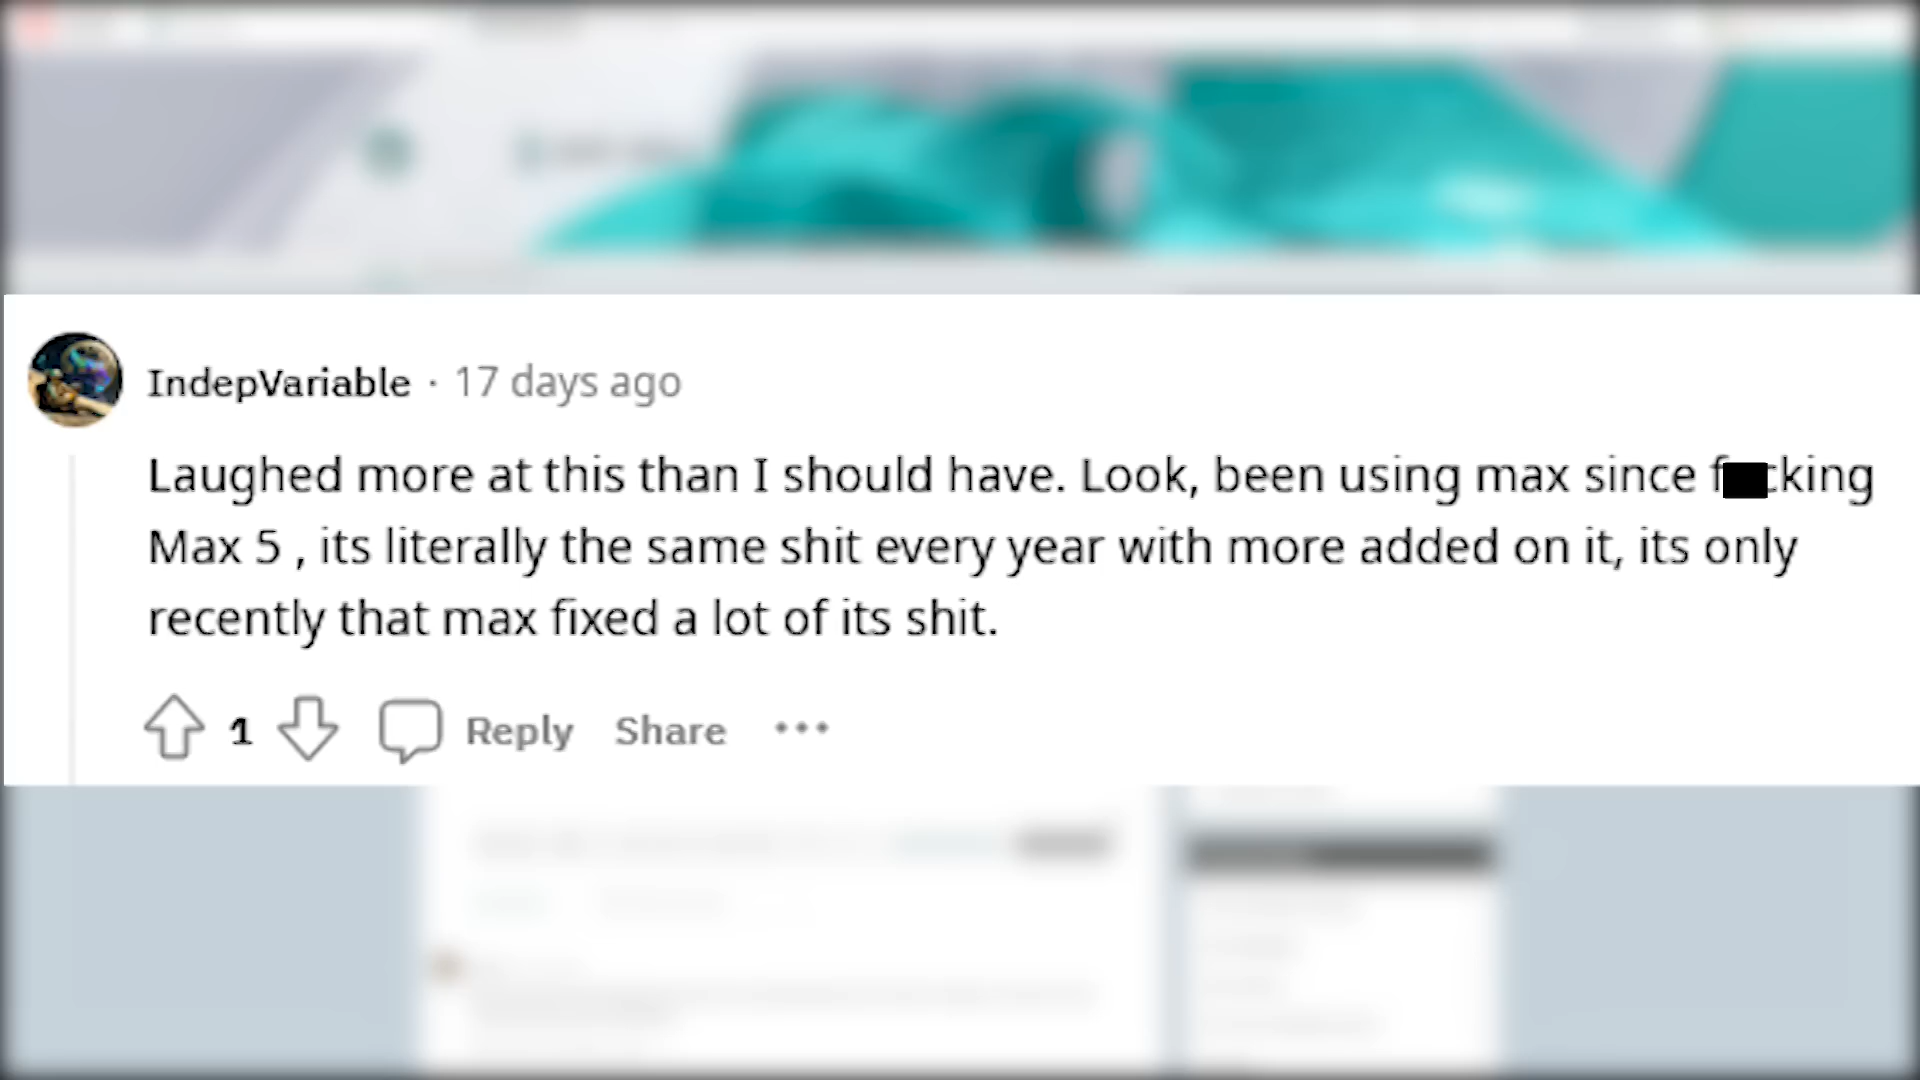 IndepVariable · 17 days ago
Laughed more at this than I should have. Look, been using max since f■cking
Max 5 , its literally the same shit every year with more added on it, its only
recently that max fixed a lot of its shit.
1 Reply Share ...